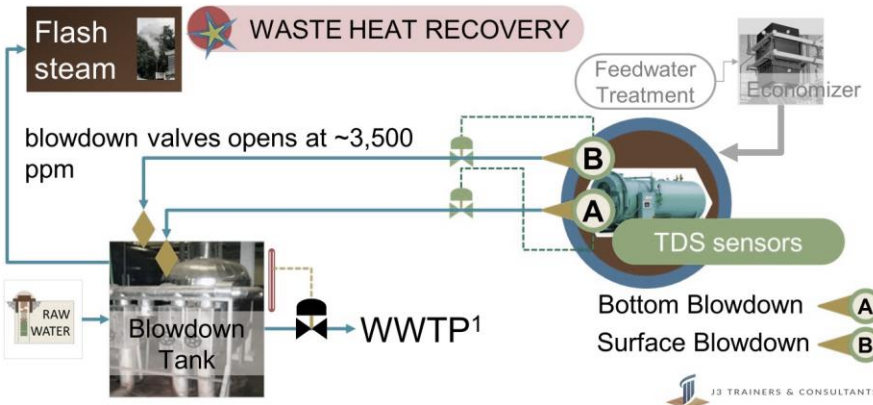 Flash
steam
WASTE HEAT RECOVERY
Feedwater
Treatment
Economizer
blowdown valves opens at ~3,500
ppm
B
A
TDS sensors
RAW
WATER
Blowdown
Tank
WWTP¹
Bottom Blowdown A
Surface Blowdown B
J3 TRAINERS & CONSULTANTS